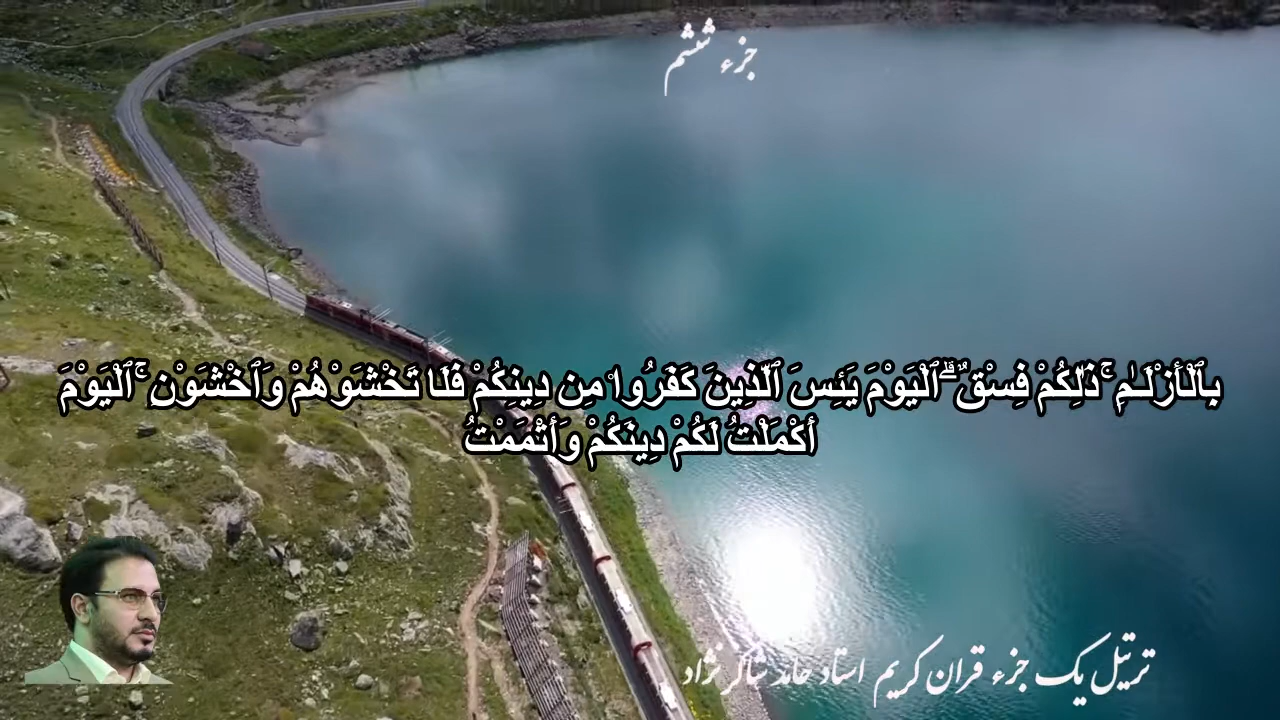 جزء ششم
بِٱلْأَزْلَـٰمِ ۚ ذَٰلِكُمْ فِسْقٌ ۗ ٱلْيَوْمَ يَئِسَ ٱلَّذِينَ كَفَرُوا۟ مِن دِينِكُمْ فَلَا تَخْشَوْهُمْ وَٱخْشَوْنِ ۚ ٱلْيَوْمَ
أَكْمَلْتُ لَكُمْ دِينَكُمْ وَأَتْمَمْتُ
ترتیل یک جزء قران کریم استاد حامد شاکر نژاد